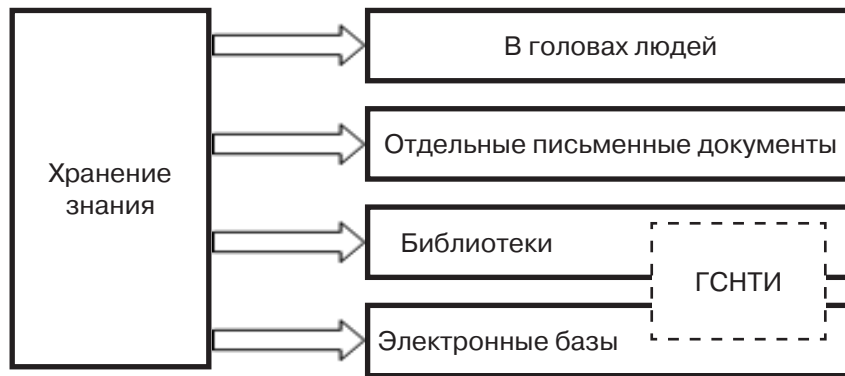 Хранение
знания
В головах людей
Отдельные письменные документы
Библиотеки
ГСНТИ
Электронные базы